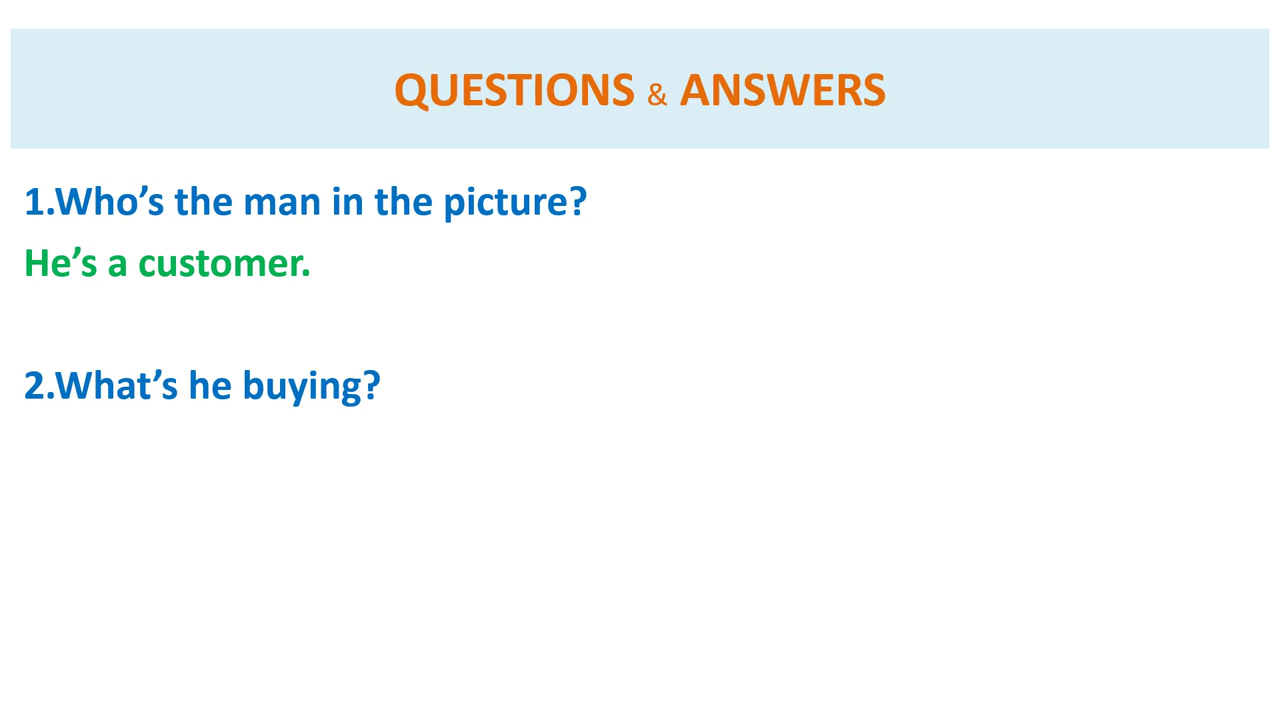 QUESTIONS & ANSWERS
1.Who’s the man in the picture?
He’s a customer.
2.What’s he buying?